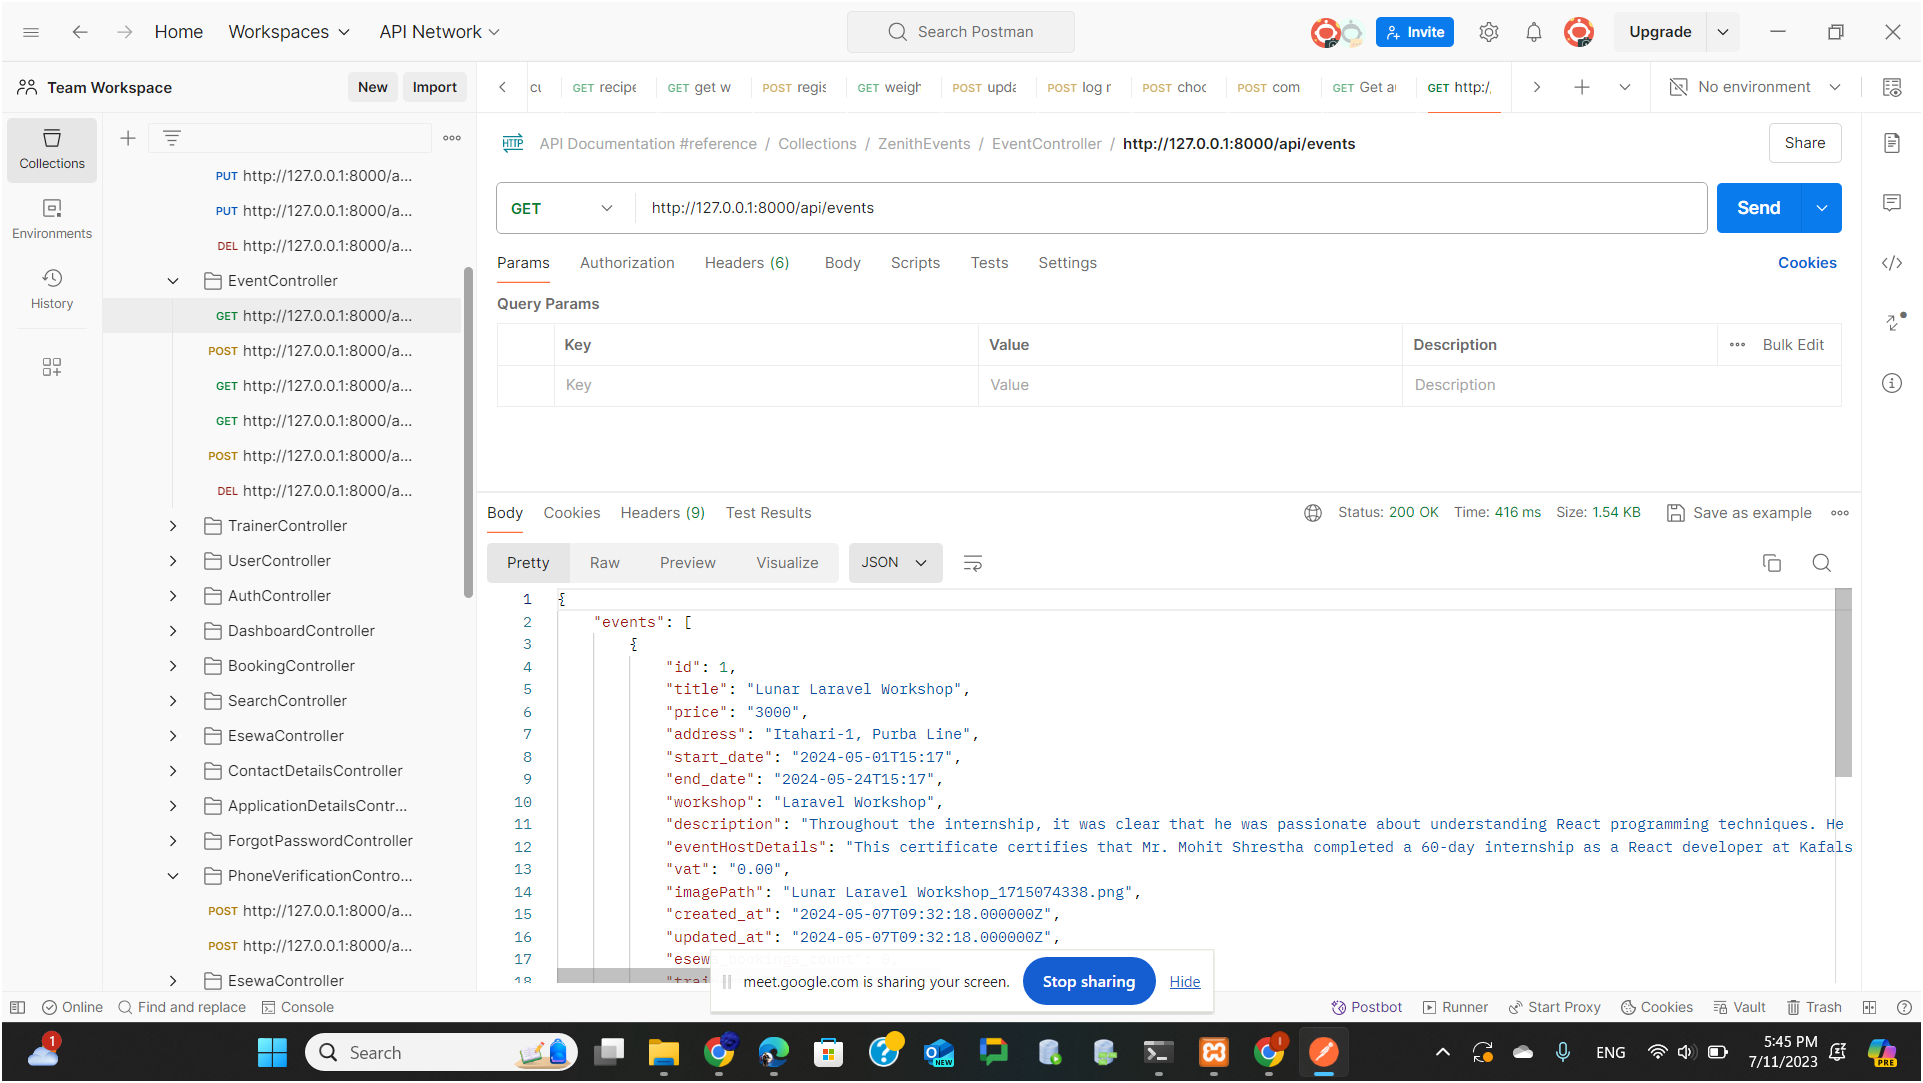 Home
Workspaces
API Network
Search Postman
Invite
Upgrade
Team Workspace
New
Import
GET recipe
GET get w
POST regis
GET weigh
POST upda
POST log r
POST choc
POST com
GET Get a
GET http:/
No environment
Collections
Environments
History
PUT http://127.0.0.1:8000/a...
PUT http://127.0.0.1:8000/a...
DEL http://127.0.0.1:8000/a...
EventController
GET http://127.0.0.1:8000/a...
POST http://127.0.0.1:8000/a...
GET http://127.0.0.1:8000/a...
GET http://127.0.0.1:8000/a...
POST http://127.0.0.1:8000/a...
DEL http://127.0.0.1:8000/a...
TrainerController
UserController
AuthController
DashboardController
BookingController
SearchController
EsewaController
ContactDetailsController
ApplicationDetailsContr...
ForgotPasswordController
PhoneVerificationContro...
POST http://127.0.0.1:8000/a...
POST http://127.0.0.1:8000/a...
EsewaController
HTTP API Documentation #reference / Collections / ZenithEvents / EventController / http://127.0.0.1:8000/api/events
Share
GET http://127.0.0.1:8000/api/events
Send
Params Authorization Headers (6) Body Scripts Tests Settings
Cookies
Query Params
Key Value Description ••• Bulk Edit
Key Value Description
Body Cookies Headers (9) Test Results
Status: 200 OK Time: 416 ms Size: 1.54 KB Save as example
Pretty Raw Preview Visualize JSON
1 {
2 "events": [
3 {
4 "id": 1,
5 "title": "Lunar Laravel Workshop",
6 "price": "3000",
7 "address": "Itahari-1, Purba Line",
8 "start_date": "2024-05-01T15:17",
9 "end_date": "2024-05-24T15:17",
10 "workshop": "Laravel Workshop",
11 "description": "Throughout the internship, it was clear that he was passionate about understanding React programming techniques. He
12 "eventHostDetails": "This certificate certifies that Mr. Mohit Shrestha completed a 60-day internship as a React developer at Kafals
13 "vat": "0.00",
14 "imagePath": "Lunar Laravel Workshop_1715074338.png",
15 "created_at": "2024-05-07T09:32:18.000000Z",
16 "updated_at": "2024-05-07T09:32:18.000000Z",
17 "esew
18 "trai
meet.google.com is sharing your screen.
Stop sharing
Hide
Online
Find and replace
Console
Postbot
Runner
Start Proxy
Cookies
Vault
Trash
1
Search
NEW
1
ENG
5:45 PM
7/11/2023
PRE